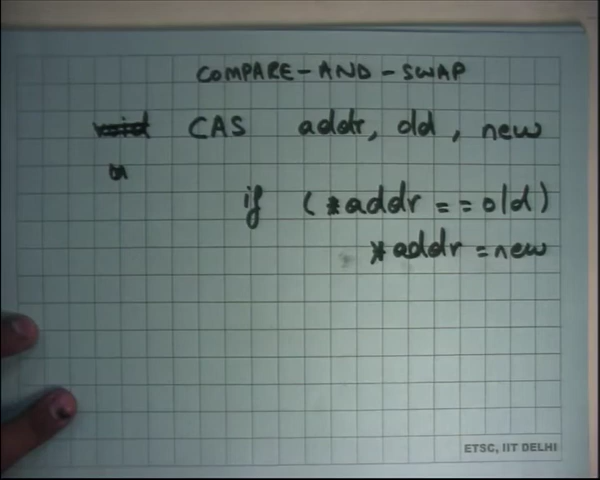 COMPARE-AND-SWAP
CAS addr, old, new
if (*addr == old)
*addr = new
ETSC, IIT DELHI